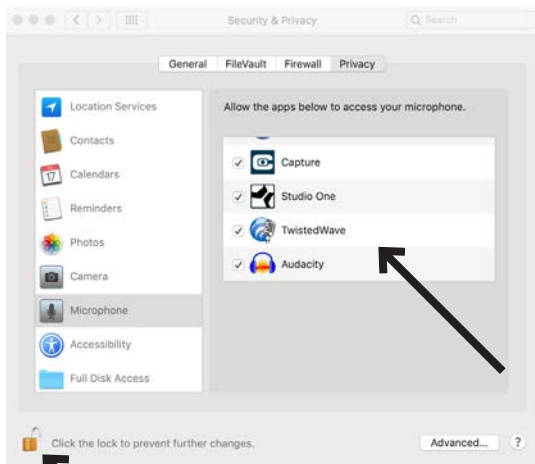 Security & Privacy
Search
General FileVault Firewall Privacy
Location Services
Contacts
17 Calendars
Reminders
Photos
Camera
Microphone
Accessibility
Full Disk Access
Allow the apps below to access your microphone.
Capture
Studio One
TwistedWave
Audacity
Click the lock to prevent further changes.
Advanced... ?